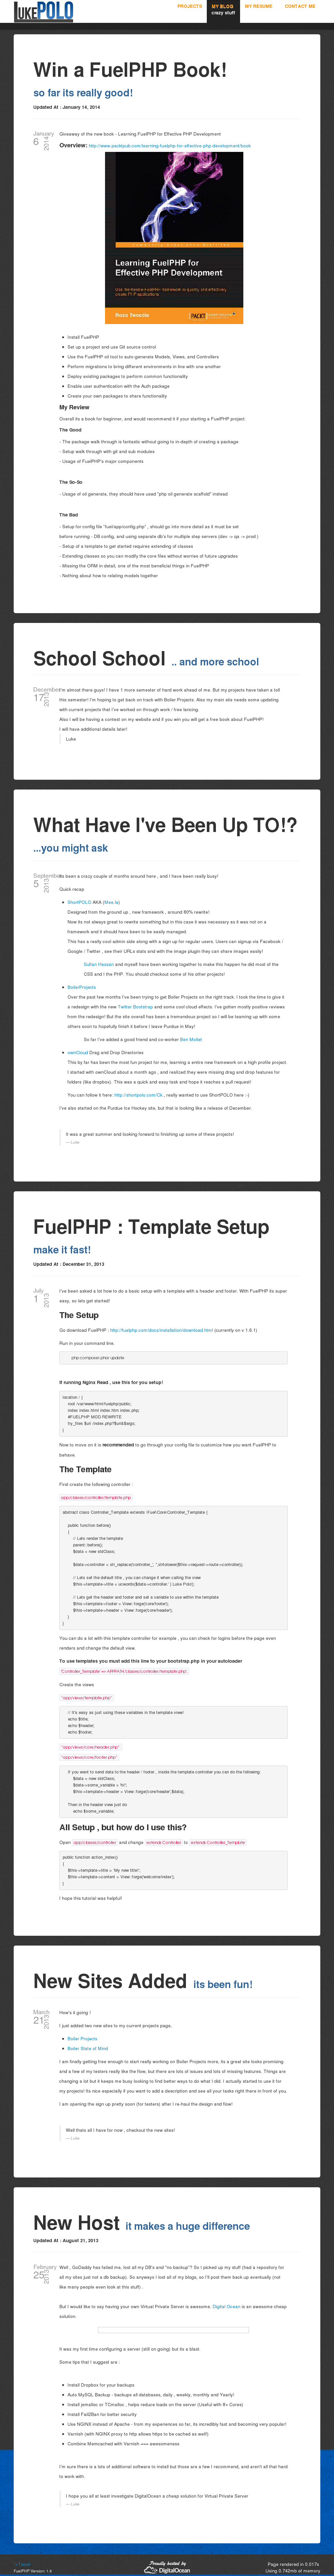 LukePOLO
PROJECTS
MY BLOG
crazy stuff
MY RESUME
CONTACT ME
Win a FuelPHP Book!
so far its really good!
Updated At : January 14, 2014
January
6
2014
Giveaway of the new book - Learning FuelPHP for Effective PHP Development
Overview: http://www.packtpub.com/learning-fuelphp-for-effective-php-development/book
Learning FuelPHP for
Effective PHP Development
Use the FuelPHP framework to quickly and effectively
create PHP applications
Ross Tweedie
PACKT
Install FuelPHP
Set up a project and use Git source control
Use the FuelPHP oil tool to auto-generate Models, Views, and Controllers
Perform migrations to bring different environments in line with one another
Deploy existing packages to perform common functionality
Enable user authentication with the Auth package
Create your own packages to share functionality
My Review
Overall its a book for beginners, and would recommend it if your starting a FuelPHP project.
The Good
- The package walk through is fantastic without going to in-depth of creating a package
- Setup walk through with git and sub modules
- Usage of FuelPHP's major components
The So-So
- Usage of oil generate, they should have used "php oil generate scaffold" instead
The Bad
- Setup for config file "fuel/app/config.php" , should go into more detail as it must be set
before running - DB config, and using separate db's for multiple step servers (dev -> qa -> prod )
- Setup of a template to get started requires extending of classes
- Extending classes so you can modify the core files without worries of future upgrades
- Missing the ORM in detail, one of the most beneficial things in FuelPHP
- Nothing about how to relating models together
School School .. and more school
December
17
2013
I'm almost there guys! I have 1 more semester of hard work ahead of me. But my projects have taken a toll
this semester! I'm hoping to get back on track with Boiler Projects. Also my main site needs some updating
with current projects that I've worked on through work / free lancing.
Also I will be having a contest on my website and if you win you will get a free book about FuelPHP!
I will have additional details later!
Luke
What Have I've Been Up TO!?
...you might ask
September
5
2013
Its been a crazy couple of months around here , and I have been really busy!
Quick recap
ShortPOLO AKA (Mee.io)
Designed from the ground up , new framework , around 80% rewrite!
Now its not always great to rewrite something but in this case it was necessary as it was not on a
framework and it should have been to be easily managed.
This has a really cool admin side along with a sign up for regular users. Users can signup via Facebook /
Google / Twitter , see their URLs stats and with the image plugin they can share images easily!
Sultan Hassan and myself have been working together to make this happen he did most of the
CSS and I the PHP. You should checkout some of his other projects!
BoilerProjects
Over the past few months I've been trying to get Boiler Projects on the right track. I took the time to give it
a redesign with the new Twitter Bootstrap and done some cool affects. I've gotten mostly positive reviews
from the redesign! But this site overall has been a tremendous project so I will be teaming up with some
others soon to hopefully finish it before I leave Purdue in May!
So far I've added a good friend and co-worker Ben Mollet
ownCloud Drag and Drop Directories
This by far has been the most fun project for me, learning a entire new framework on a high profile project.
I started with ownCloud about a month ago , and realized they were missing drag and drop features for
folders (like dropbox) . This was a quick and easy task and hope it reaches a pull request!
You can follow it here: http://shortpolo.com/CA , really wanted to use ShortPOLO here :-)
I've also started on the Purdue Ice Hockey site, but that is looking like a release of December.
It was a great summer and looking forward to finishing up some of these projects!
— Luke
FuelPHP : Template Setup
make it fast!
Updated At : December 31, 2013
July
1
2013
I've been asked a lot how to do a basic setup with a template with a header and footer. With FuelPHP its super
easy, so lets get started!
The Setup
Go download FuelPHP : http://fuelphp.com/docs/installation/download.html (currently on v 1.6.1)
Run in your command line.
php composer.phar update
If running Nginx Read , use this for you setup!
location / {
root /var/www/html/fuelphp/public;
index index.html index.htm index.php;
#FUELPHP MOD REWRITE
try_files $uri /index.php?$uri&$args;
}
Now to move on it is recommended to go through your config file to customize how you want FuelPHP to
behave.
The Template
First create the following controller :
app/classes/controller/template.php
abstract class Controller_Template extends \Fuel\Core\Controller_Template {
public function before()
{
// Lets render the template
parent::before();
$data = new stdClass;
// Lets set the default title , you can change it when calling the view
// Lets get the header and footer and set a variable to use within the template
$this->template->footer = View::forge('core/footer');
$this->template->header = View::forge('core/header');
}
}
You can do a lot with this template controller for example , you can check for logins before the page even
renders and change the default view.
To use templates you must add this line to your bootstrap.php in your autoloader
'Controller_Template' => APPPATH.'classes/controller/template.php',
Create the views
"app/views/template.php"
// It's easy as just using these variables in the template view!
echo $title;
echo $header;
echo $footer;
"app/views/core/header.php"
"app/views/core/footer.php"
If you want to send data to the header / footer , inside the template controller you can do the following:
$data = new stdClass;
$data->some_variable = 'hi';
$this->template->header = View::forge('core/header',$data);
Then in the header view just do
echo $some_variable;
All Setup , but how do I use this?
Open app/classes/controller and change extends Controller to extends Controller_Template
public function action_index()
{
$this->template->title = 'My new title!';
$this->template->content = View::forge('welcome/index');
}
I hope this tutorial was helpful!
New Sites Added its been fun!
March
21
2013
How's it going !
I just added two new sites to my current projects page.
Boiler Projects
Boiler State of Mind
I am finally getting free enough to start really working on Boiler Projects more, its a great site looks promising
and a few of my testers really like the flow, but there are lots of issues and lots of missing features. Things are
changing a lot but it keeps me busy looking to find better ways to do what I did. I actually started to use it for
my projects! Its nice especially if you want to add a description and see all your tasks right there in front of you.
I am opening the sign up pretty soon (for testers) after I re-haul the design and flow!
Well thats all I have for now , checkout the new sites!
— Luke
New Host it makes a huge difference
Updated At : August 31, 2013
February
25
2013
Well , GoDaddy has failed me, lost all my DB's and "no backup"? So I picked up my stuff (had a repository for
all my sites just not a db backup). So anyways I lost all of my blogs, so I'll post them back up eventually (not
like many people even look at this stuff) .
But I would like to say having your own Virtual Private Server is awesome. Digital Ocean is an awesome cheap
solution.
It was my first time configuring a server (still on going) but its a blast.
Some tips that I suggest are :
Install Dropbox for your backups
Auto MySQL Backup - backups all databases, daily , weekly, monthly and Yearly!
Install jemalloc or TCmalloc , helps reduce loads on the server (Useful with 8+ Cores)
Install Fail2Ban for better security
Use NGINX instead of Apache - from my experiences so far, its incredibly fast and becoming very popular!
Varnish (with NGINX proxy to http allows https to be cached as well!)
Combine Memcached with Varnish === awesomeness
I'm sure there is a lots of additional software to install but those are a few I recommend, and aren't all that hard
to work with.
I hope you all at least investigate DigitalOcean a cheap solution for Virtual Private Server
— Luke
FuelPHP Version: 1.6
Proudly hosted by
DigitalOcean
Page rendered in 0.017s
Using 0.742mb of memory